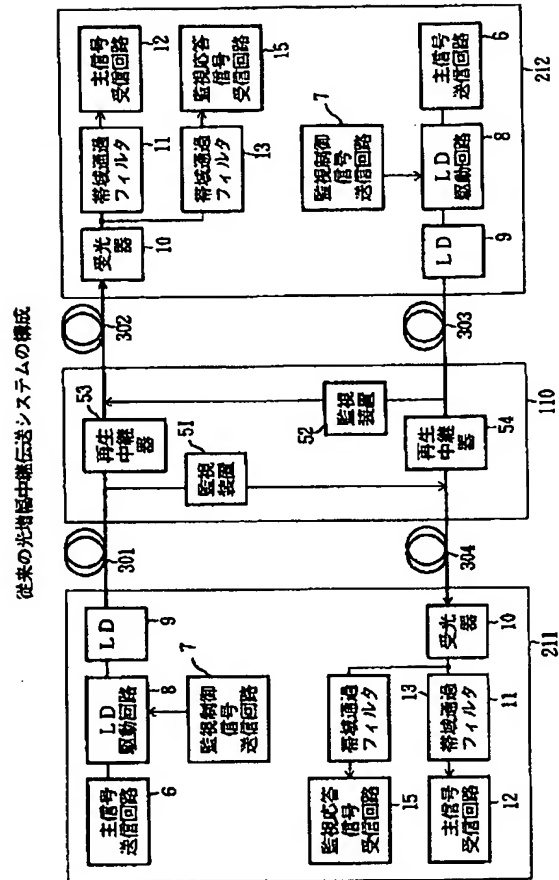 従来の光増幅中継伝送システムの構成
主信号
送信回路
6
LD
駆動回路
8
LD
9
監視制御
信号
送信回路
7
301
再生
中継
器
53
監視
装置
51
302
受光
器
10
帯域通過
フィルタ
11
主信号
受信回路
12
帯域通過
フィルタ
13
監視応答
信号
受信回路
15
監視応答
信号
受信回路
15
帯域通過
フィルタ
13
主信号
受信回路
12
帯域通過
フィルタ
11
受光
器
10
304
監視
装置
52
再生
中継
器
54
303
監視制御
信号
送信回路
7
LD
9
LD
駆動回路
8
主信号
送信回路
6
211
110
212